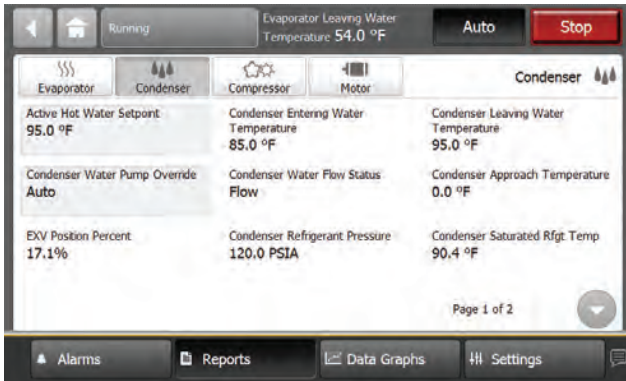 Running
Evaporator Leavng Water
Temperature 54.0 °F
Auto
Stop
Evaporator
Condenser
Compressor
Motor
Condenser
Active Hot Water Setpoint
95.0 °F
Condenser Entering Water
Temperature
85.0 °F
Condenser Leaving Water
Temperature
95.0 °F
Condenser Water Pump Override
Auto
Condenser Water Flow Status
Flow
Condenser Approach Temperature
0.0 °F
EXV Position Percent
17.1%
Condenser Refrigerant Pressure
120.0 PSIA
Condenser Saturated Rfgt Temp
90.4 °F
Page 1 of 2
Alarms
Reports
Data Graphs
Settings